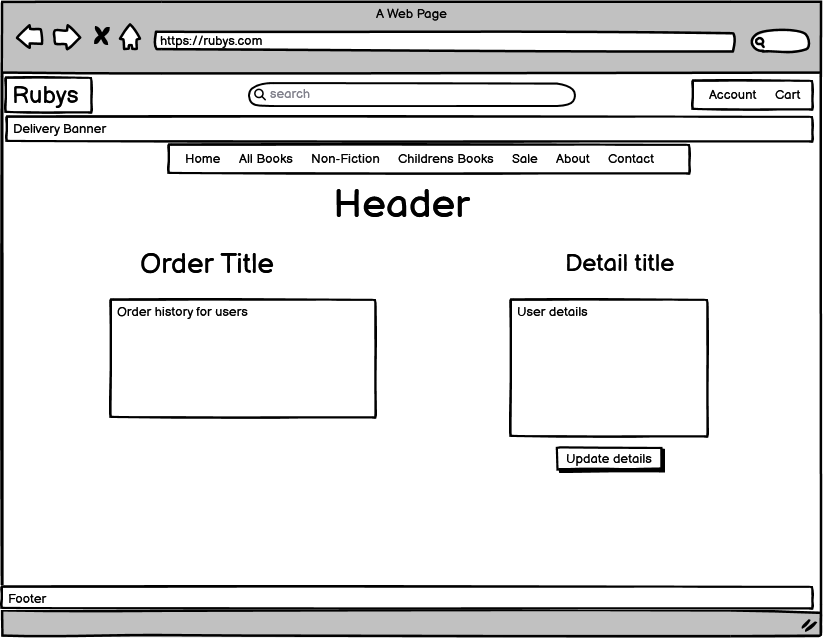 A Web Page
https://rubys.com
Rubys
search
Account Cart
Delivery Banner
Home All Books Non-Fiction Childrens Books Sale About Contact
Header
Order Title
Detail title
Order history for users
User details
Update details
Footer